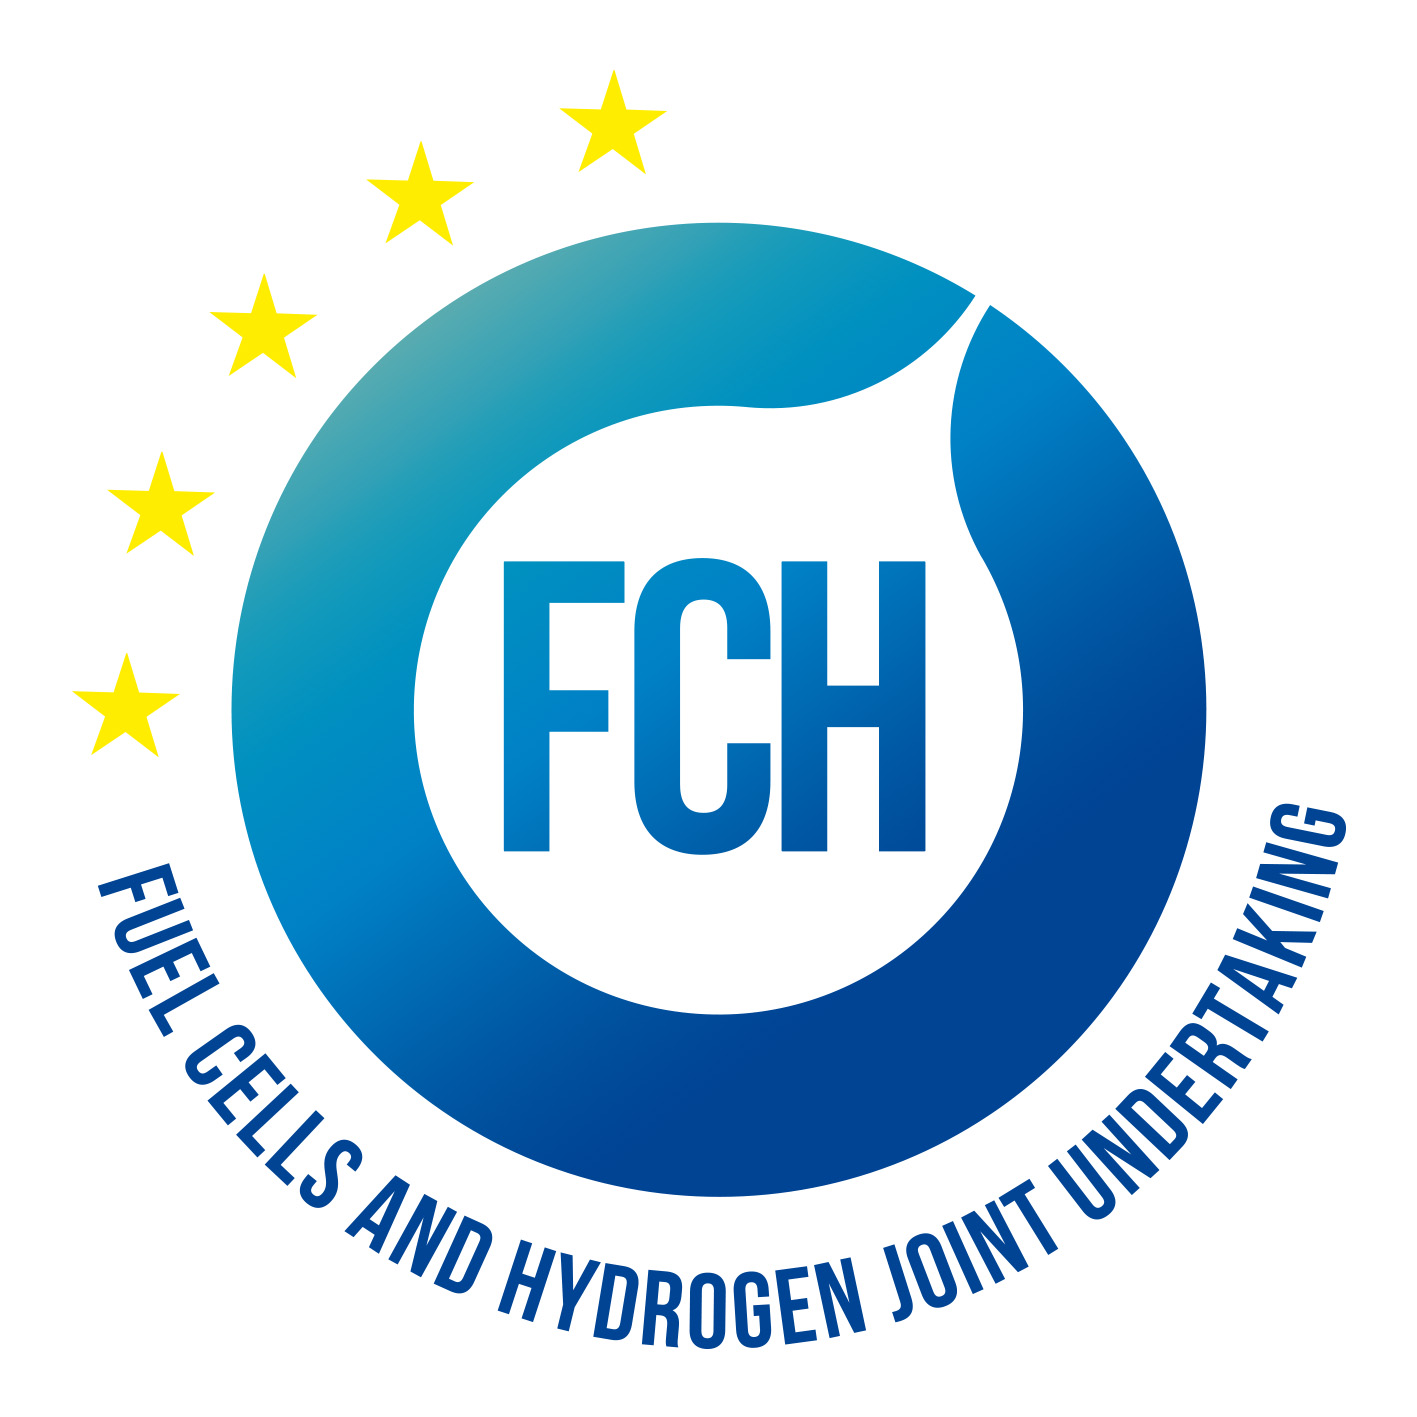 FCH
FUEL CELLS AND HYDROGEN JOINT UNDERTAKING